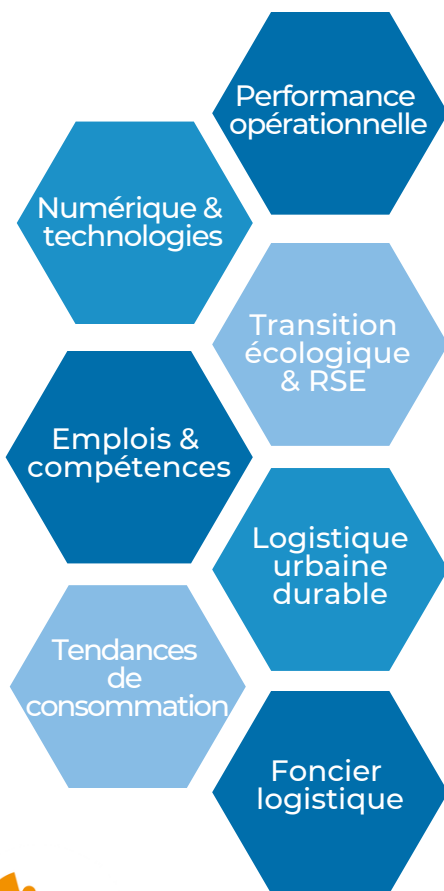 Performance
opérationnelle
Numérique &
technologies
Transition
écologique
& RSE
Emplois &
compétences
Logistique
urbaine
durable
Tendances
de
consommation
Foncier
logistique